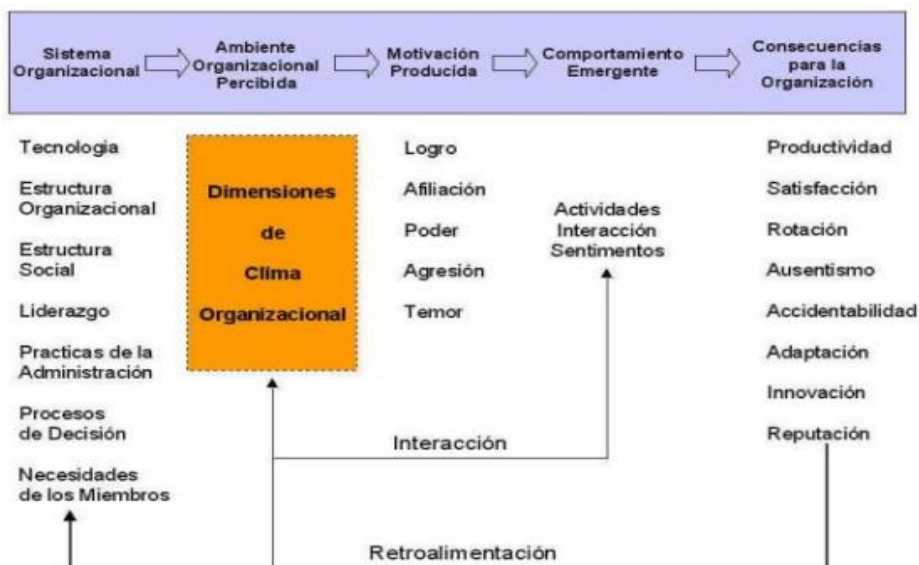 Sistema
Organizacional
Ambiente
Organizacional
Percibida
Motivación
Producida
Comportamiento
Emergente
Consecuencias
para la
Organización
Tecnologia
Estructura
Organizacional
Estructura
Social
Liderazgo
Practicas de la
Administración
Procesos
de Decisión
Necesidades
de los Miembros
Dimensiones
de
Clima
Organizacional
Logro
Afiliación
Poder
Agresión
Temor
Actividades
Interacción
Sentimentos
Productividad
Satisfacción
Rotación
Ausentismo
Accidentabilidad
Adaptación
Innovación
Reputación
Interacción
Retroalimentación